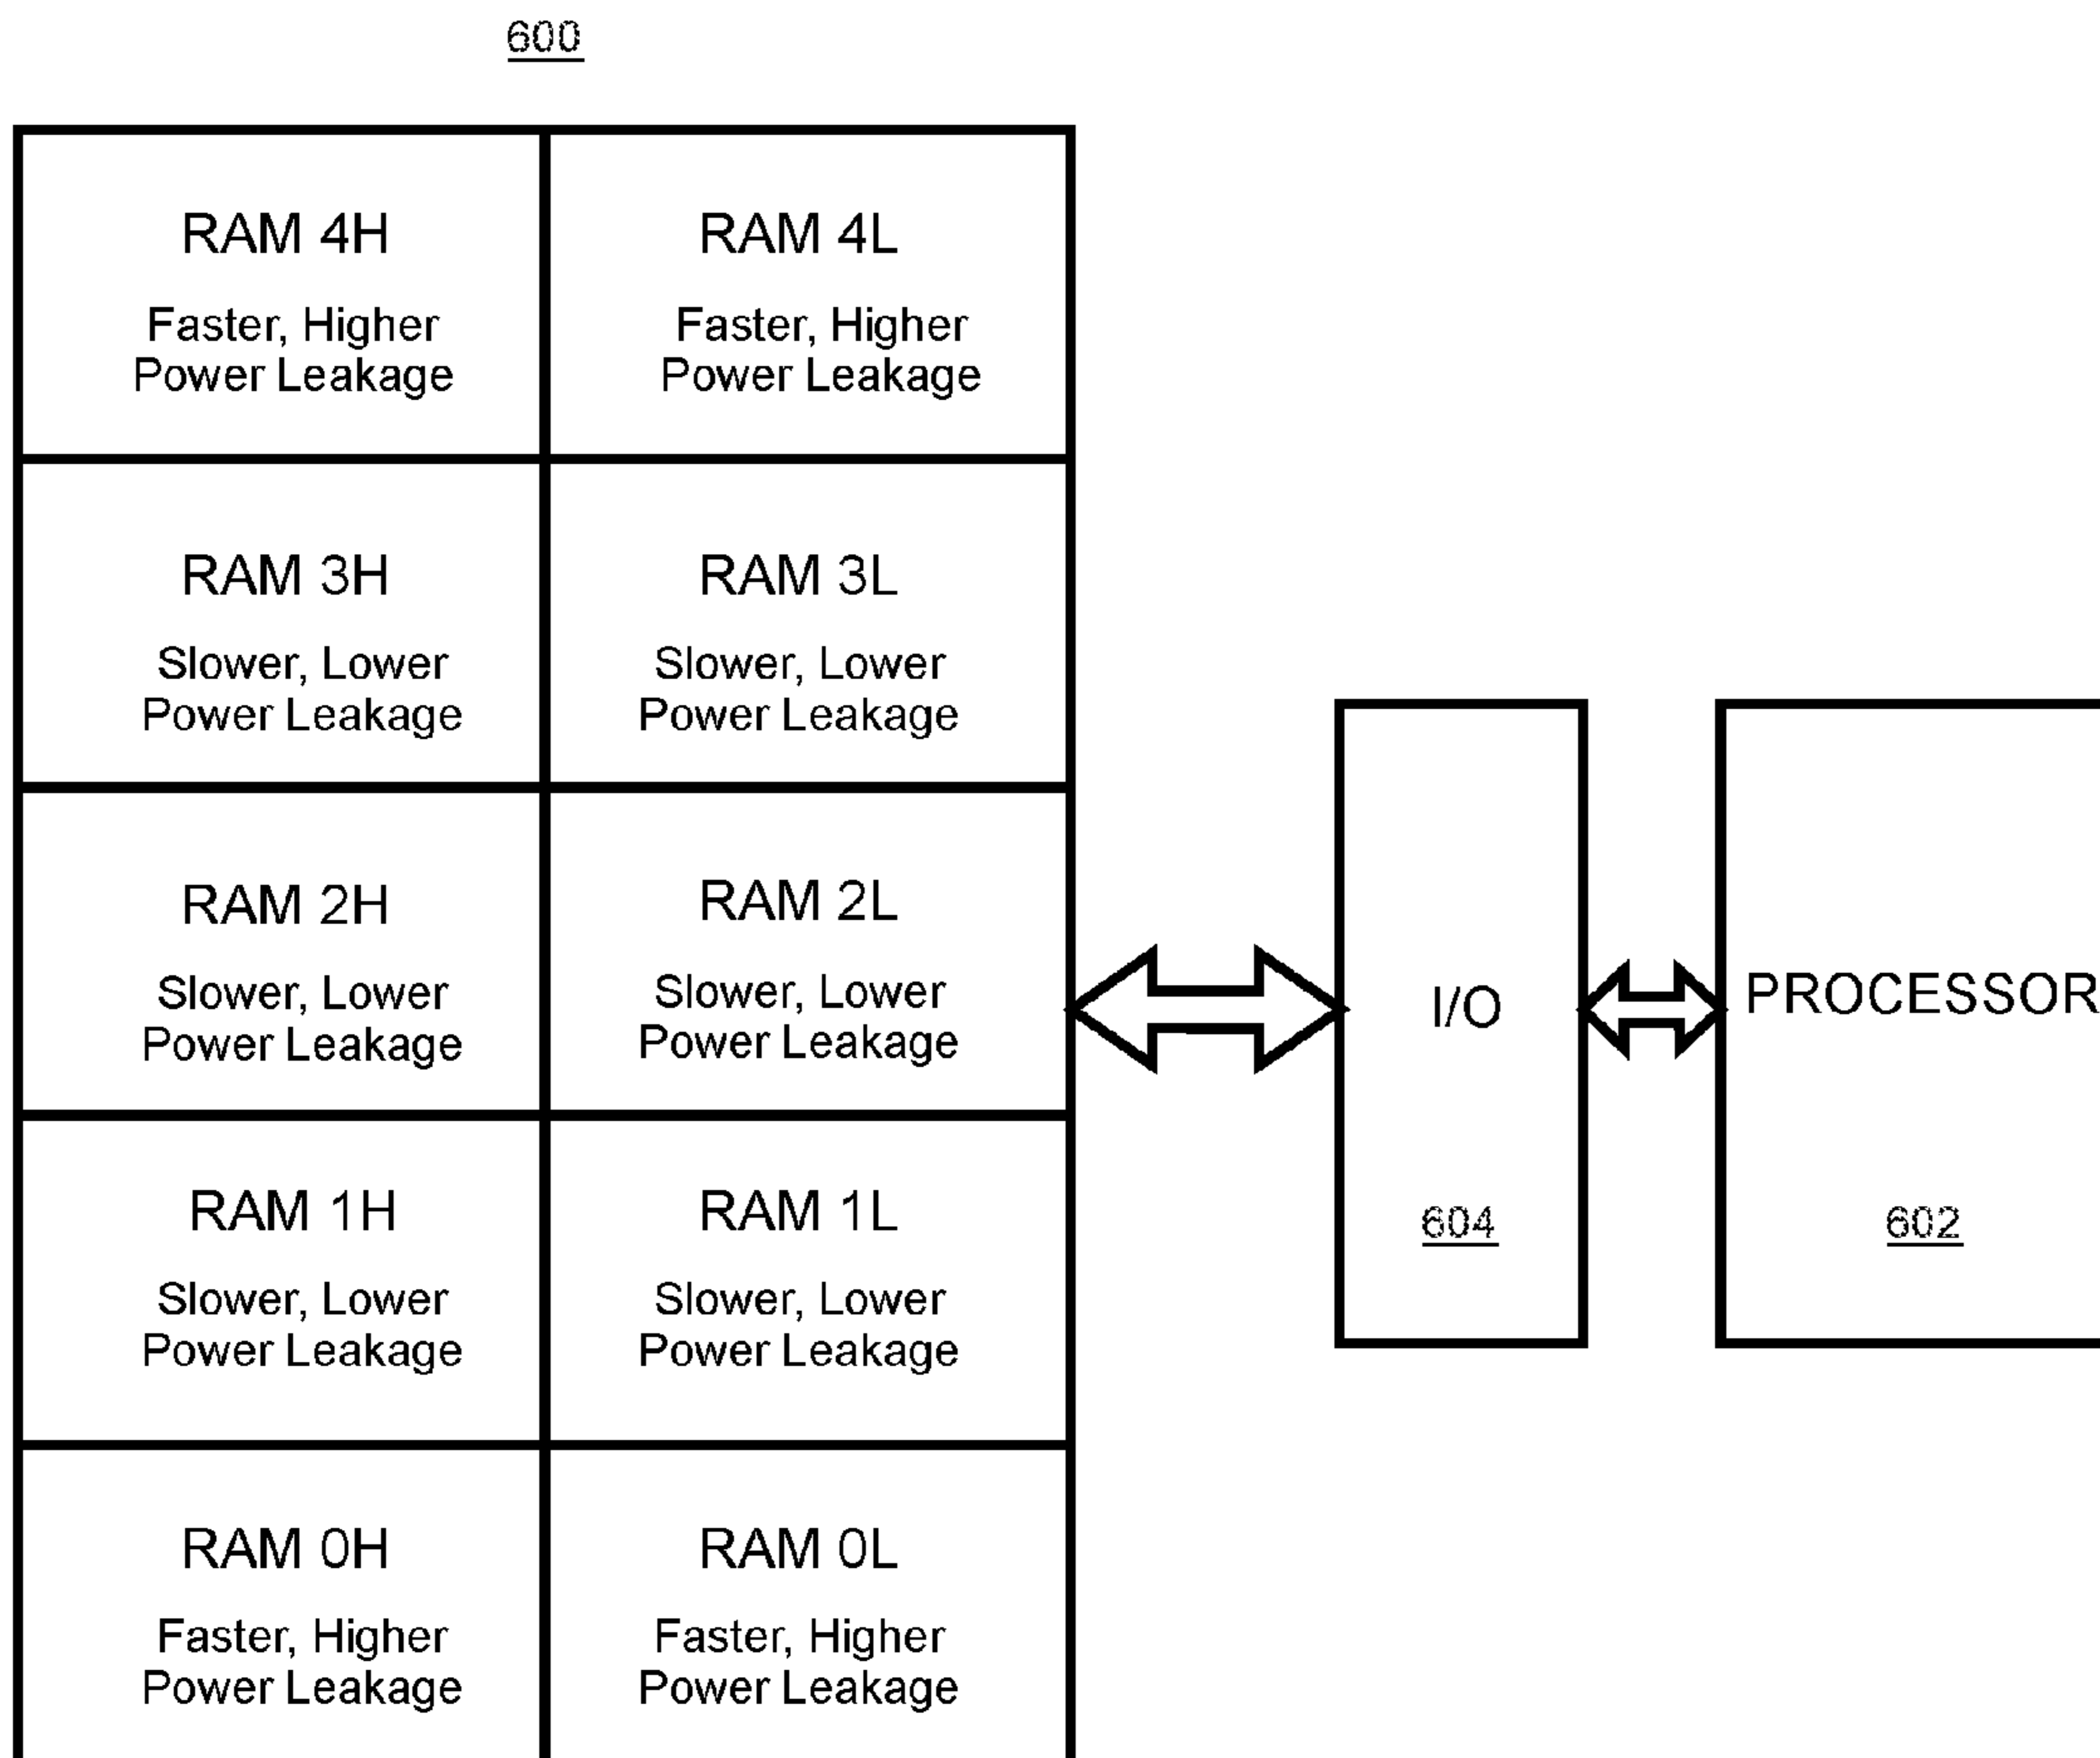 600
RAM 4H
Faster, Higher
Power Leakage
RAM 4L
Faster, Higher
Power Leakage
RAM 3H
Slower, Lower
Power Leakage
RAM 3L
Slower, Lower
Power Leakage
RAM 2H
Slower, Lower
Power Leakage
RAM 2L
Slower, Lower
Power Leakage
RAM 1H
Slower, Lower
Power Leakage
RAM 1L
Slower, Lower
Power Leakage
RAM 0H
Faster, Higher
Power Leakage
RAM 0L
Faster, Higher
Power Leakage
I/O
604
PROCESSOR
602